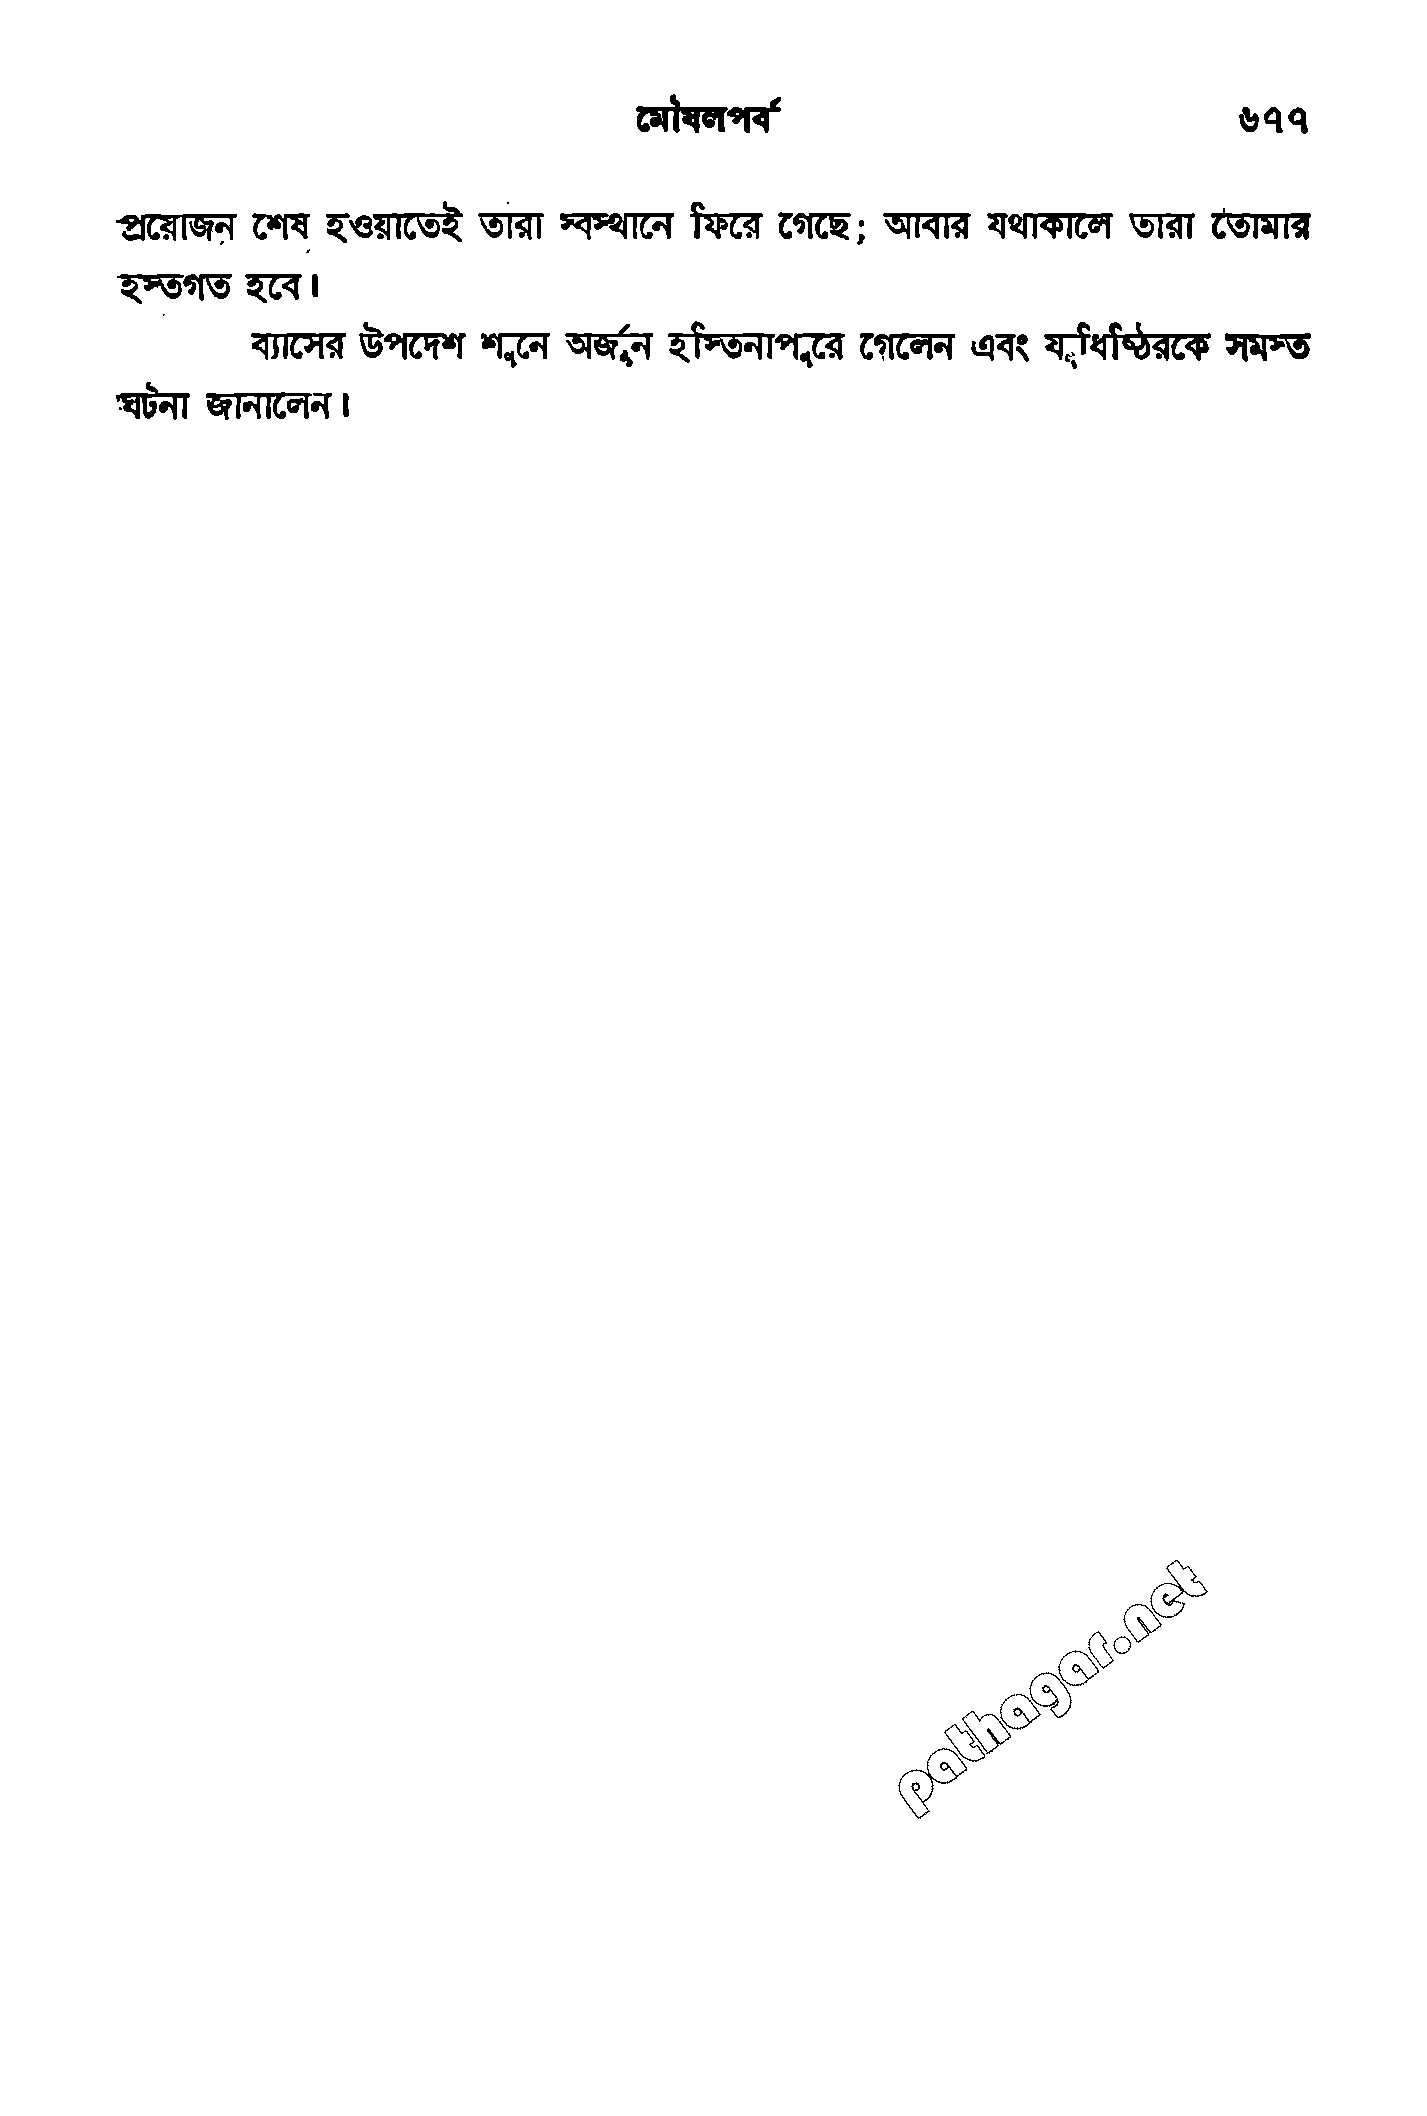 মৌষলপর্ব ৬৭৭
প্রয়োজন শেষ হওয়াতেই তারা স্বস্থানে ফিরে গেছে; আবার যথাকালে তারা তোমার
হস্তগত হবে।
ব্যাসের উপদেশ শুনে অর্জুন হস্তিনাপুরে গেলেন এবং যুধিষ্ঠিরকে সমস্ত
ঘটনা জানালেন।
pathagar.net